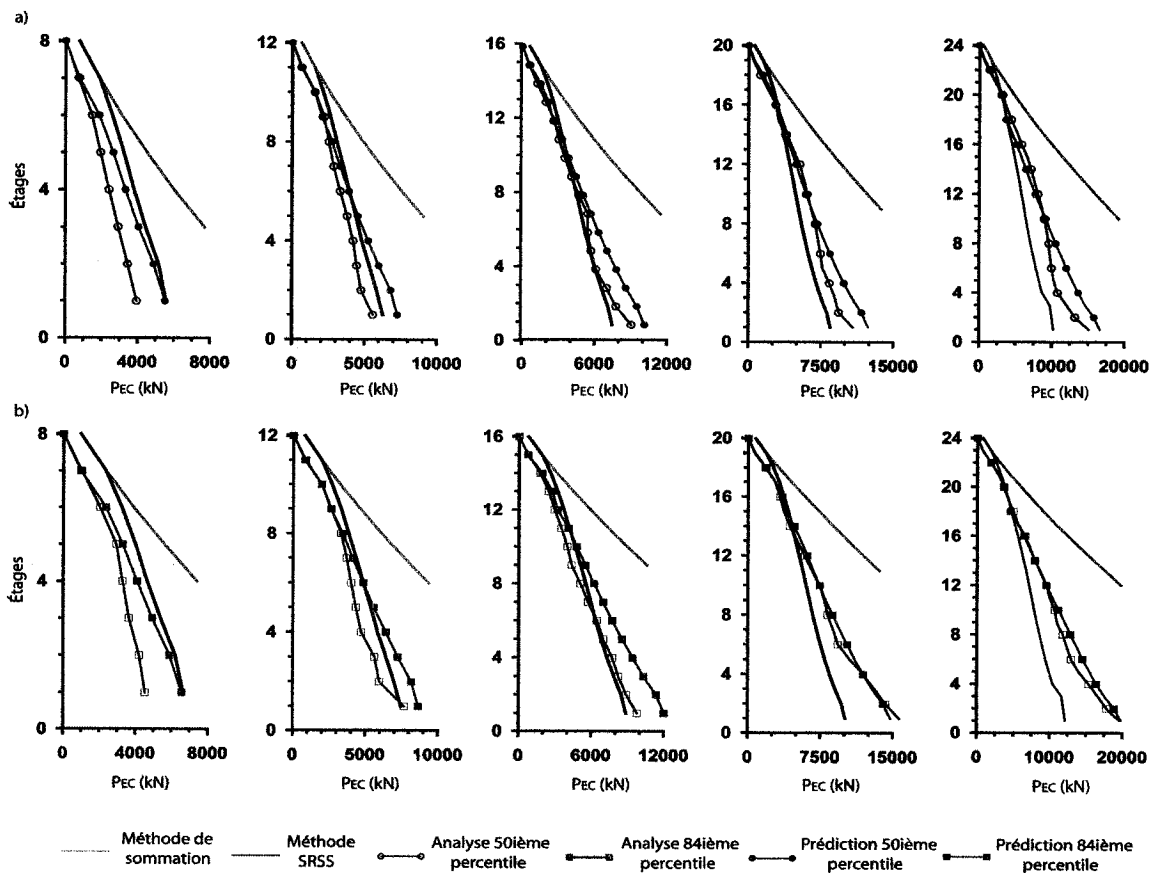 a)
8
4
0
Étages
0 4000 8000
PEC (kN)
12
8
4
0
0 5000 10000
PEC (kN)
16
14
12
10
8
6
4
2
0
0 6000 12000
PEC (kN)
20
16
12
8
4
0
0 7500 15000
PEC (kN)
24
20
16
12
8
4
0
0 10000 20000
PEC (kN)
b)
8
4
0
Étages
0 4000 8000
PEC (kN)
12
8
4
0
0 5000 10000
PEC (kN)
16
12
8
4
0
0 6000 12000
PEC (kN)
20
16
12
8
4
0
0 7500 15000
PEC (kN)
24
20
16
12
8
4
0
0 10000 20000
PEC (kN)
Méthode de
sommation
Méthode
SRSS
Analyse 50ième
percentile
Analyse 84ième
percentile
Prédiction 50ième
percentile
Prédiction 84ième
percentile